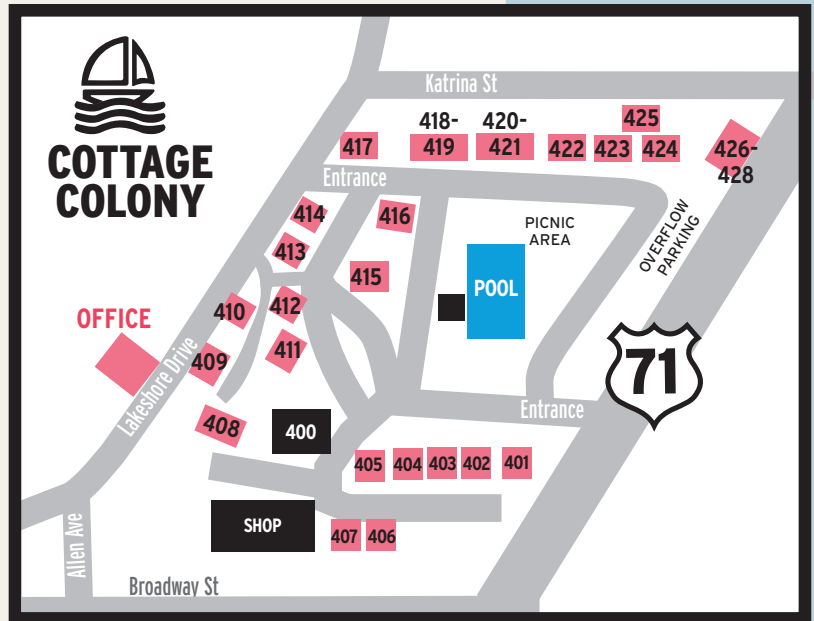 COTTAGE
COLONY
Katrina St
418-
419
420-
421
425
417
422
423
424
426-
428
Entrance
414
416
PICNIC
AREA
OVERFLOW
PARKING
413
415
POOL
OFFICE
410
412
71
409
411
Lakeshore Drive
408
400
Entrance
405
404
403
402
401
SHOP
407
406
Allen Ave
Broadway St